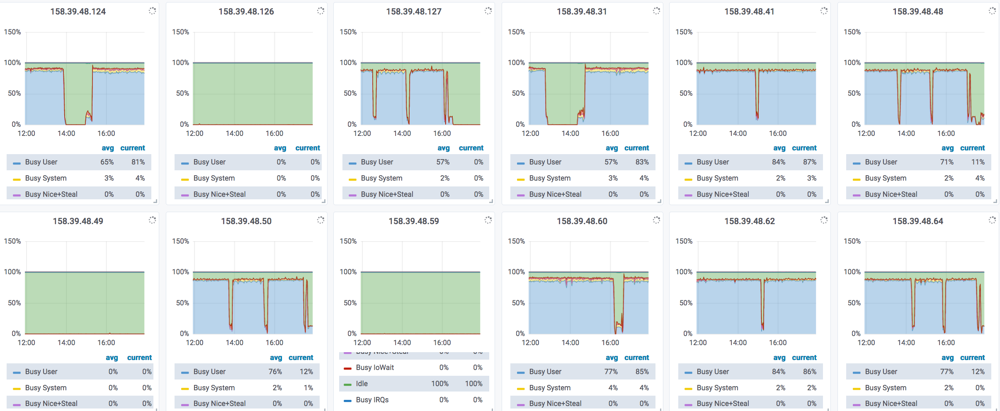 158.39.48.124
150%
100%
50%
0%
12:00 14:00 16:00
avg current
Busy User 65% 81%
Busy System 3% 4%
Busy Nice+Steal 0% 0%
158.39.48.126
150%
100%
50%
0%
12:00 14:00 16:00
avg current
Busy User 0% 0%
Busy System 0% 0%
Busy Nice+Steal 0% 0%
158.39.48.127
150%
100%
50%
0%
12:00 14:00 16:00
avg current
Busy User 57% 0%
Busy System 2% 0%
Busy Nice+Steal 0% 0%
158.39.48.31
150%
100%
50%
0%
12:00 14:00 16:00
avg current
Busy User 57% 83%
Busy System 3% 4%
Busy Nice+Steal 0% 0%
158.39.48.41
150%
100%
50%
0%
12:00 14:00 16:00
avg current
Busy User 84% 87%
Busy System 2% 3%
Busy Nice+Steal 0% 0%
158.39.48.48
150%
100%
50%
0%
12:00 14:00 16:00
avg current
Busy User 71% 11%
Busy System 2% 4%
Busy Nice+Steal 0% 0%
158.39.48.49
150%
100%
50%
0%
12:00 14:00 16:00
avg current
Busy User 0% 0%
Busy System 0% 0%
Busy Nice+Steal 0% 0%
158.39.48.50
150%
100%
50%
0%
12:00 14:00 16:00
avg current
Busy User 76% 12%
Busy System 2% 1%
Busy Nice+Steal 0% 0%
158.39.48.59
150%
100%
50%
0%
12:00 14:00 16:00
Busy Nice+Steal 0% 0%
Busy IoWait 0% 0%
Idle 100% 100%
Busy IRQs 0% 0%
158.39.48.60
150%
100%
50%
0%
12:00 14:00 16:00
avg current
Busy User 77% 85%
Busy System 4% 4%
Busy Nice+Steal 0% 0%
158.39.48.62
150%
100%
50%
0%
12:00 14:00 16:00
avg current
Busy User 84% 86%
Busy System 2% 2%
Busy Nice+Steal 0% 0%
158.39.48.64
150%
100%
50%
0%
12:00 14:00 16:00
avg current
Busy User 77% 12%
Busy System 2% 0%
Busy Nice+Steal 0% 0%